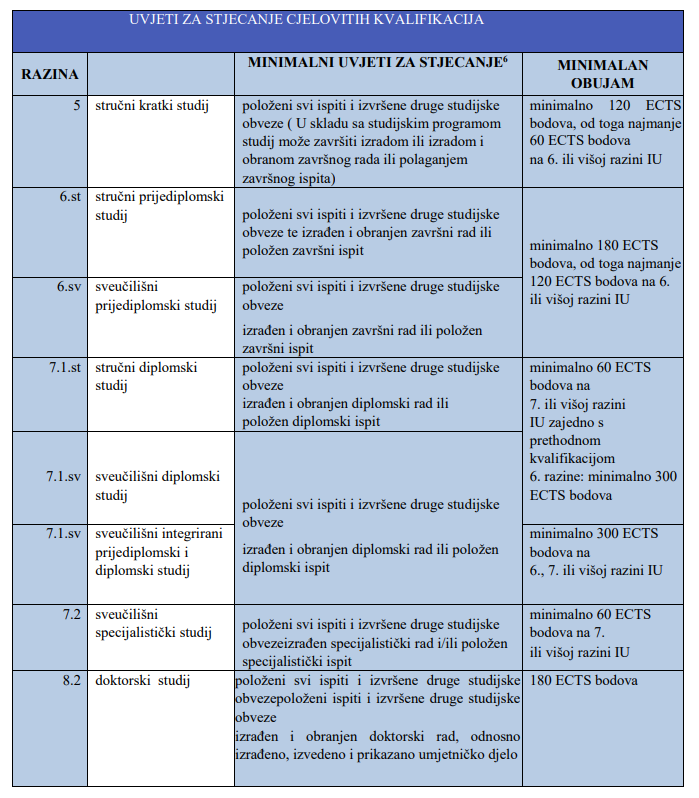 UVJETI ZA STJECANJE CJELOVITIH KVALIFIKACIJA
RAZINA
MINIMALNI UVJETI ZA STJECANJE6
MINIMALAN
OBUJAM
5
stručni kratki studij
položeni svi ispiti i izvršene druge studijske
obveze ( U skladu sa studijskim programom
studij može završiti izradom ili izradom i
obranom završnog rada ili polaganjem
završnog ispita)
minimalno 120 ECTS
bodova, od toga najmanje
60 ECTS bodova
na 6. ili višoj razini IU
6.st
stručni prijediplomski
studij
položeni svi ispiti i izvršene druge studijske
obveze te izrađen i obranjen završni rad ili
položen završni ispit
minimalno 180 ECTS
bodova, od toga najmanje
120 ECTS bodova na 6.
ili višoj razini IU
6.sv
sveučilišni
prijediplomski studij
položeni svi ispiti i izvršene druge studijske
obveze
izrađen i obranjen završni rad ili položen
završni ispit
7.1.st
stručni diplomski
studij
položeni svi ispiti i izvršene druge studijske
obveze
izrađen i obranjen diplomski rad ili
položen diplomski ispit
minimalno 60 ECTS
bodova na
7. ili višoj razini
IU zajedno s
prethodnom
kvalifikacijom
6. razine: minimalno 300
ECTS bodova
7.1.sv
sveučilišni diplomski
studij
položeni svi ispiti i izvršene druge studijske
obveze
izrađen i obranjen diplomski rad ili položen
diplomski ispit
7.1.sv
sveučilišni integrirani
prijediplomski i
diplomski studij
minimalno 300 ECTS
bodova na
6., 7. ili višoj razini IU
7.2
sveučilišni
specijalistički studij
položeni svi ispiti i izvršene druge studijske
obvezeizrađen specijalistički rad i/ili položen
specijalistički ispit
minimalno 60 ECTS
bodova na 7.
ili višoj razini IU
8.2
doktorski studij
položeni svi ispiti i izvršene druge studijske
obvezepoloženi ispiti i izvršene druge studijske
obveze
izrađen i obranjen doktorski rad, odnosno
izrađeno, izvedeno i prikazano umjetničko djelo
180 ECTS bodova